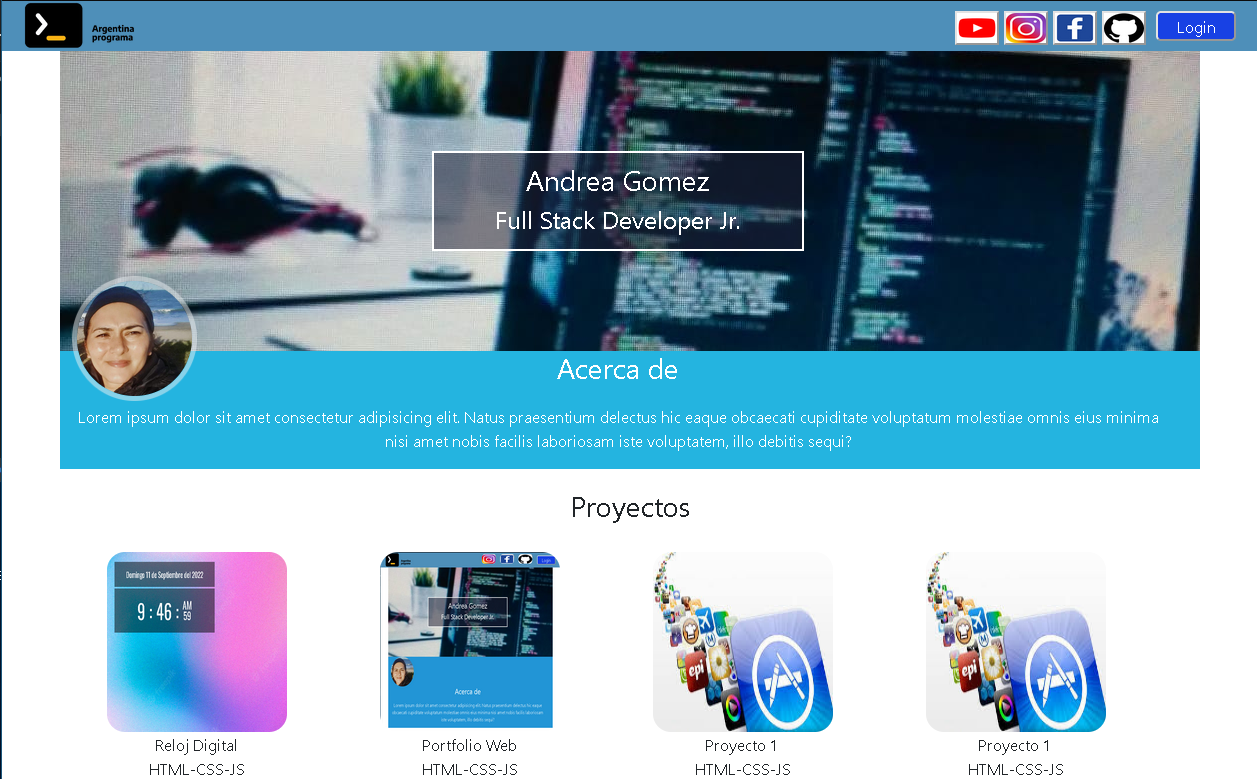 Argentina
programa
Login
Andrea Gomez
Full Stack Developer Jr.
Acerca de
Lorem ipsum dolor sit amet consectetur adipisicing elit. Natus praesentium delectus hic eaque obcaecati cupiditate voluptatum molestiae omnis eius minima
nisi amet nobis facilis laboriosam iste voluptatem, illo debitis sequi?
Proyectos
Domingo 11 de Septiembre del 2022
9 : 46 : AM
59
Login
Andrea Gomez
Full Stack Developer Jr.
Acerca de
epi
epi
Reloj Digital
HTML-CSS-JS
Portfolio Web
HTML-CSS-JS
Proyecto 1
HTML-CSS-JS
Proyecto 1
HTML-CSS-JS